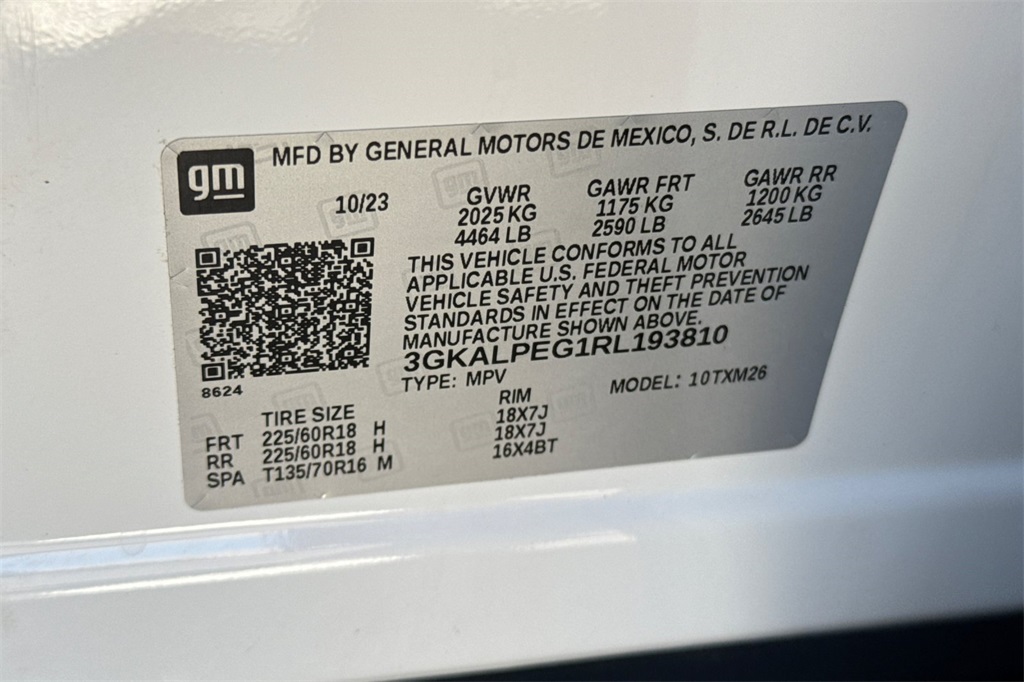 gm
MFD BY GENERAL MOTORS DE MEXICO, S. DE R.L. DE C.V.
10/23
GVWR
2025 KG
4464 LB
GAWR FRT
1175 KG
2590 LB
GAWR RR
1200 KG
2645 LB
THIS VEHICLE CONFORMS TO ALL
APPLICABLE U.S. FEDERAL MOTOR
VEHICLE SAFETY AND THEFT PREVENTION
STANDARDS IN EFFECT ON THE DATE OF
MANUFACTURE SHOWN ABOVE.
3GKALPEG1RL193810
TYPE: MPV
MODEL: 10TXM26
8624
TIRE SIZE RIM
FRT 225/60R18 H 18X7J
RR 225/60R18 H 18X7J
SPA T135/70R16 M 16X4BT